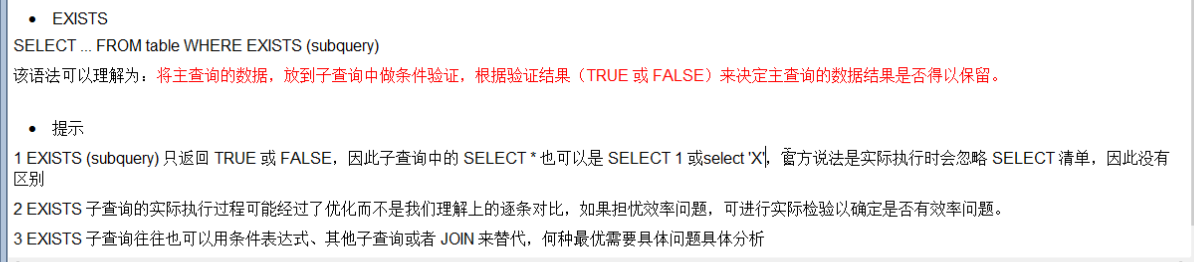 • EXISTS
SELECT ... FROM table WHERE EXISTS (subquery)
该语法可以理解为：将主查询的数据，放到子查询中做条件验证，根据验证结果（TRUE 或 FALSE）来决定主查询的数据结果是否得以保留。
• 提示
1 EXISTS (subquery) 只返回 TRUE 或 FALSE，因此子查询中的 SELECT * 也可以是 SELECT 1 或select 'X'，官方说法是实际执行时会忽略 SELECT 清单，因此没有
区别
2 EXISTS 子查询的实际执行过程可能经过了优化而不是我们理解上的逐条对比，如果担忧效率问题，可进行实际检验以确定是否有效率问题。
3 EXISTS 子查询往往也可以用条件表达式、其他子查询或者 JOIN 来替代，何种最优需要具体问题具体分析